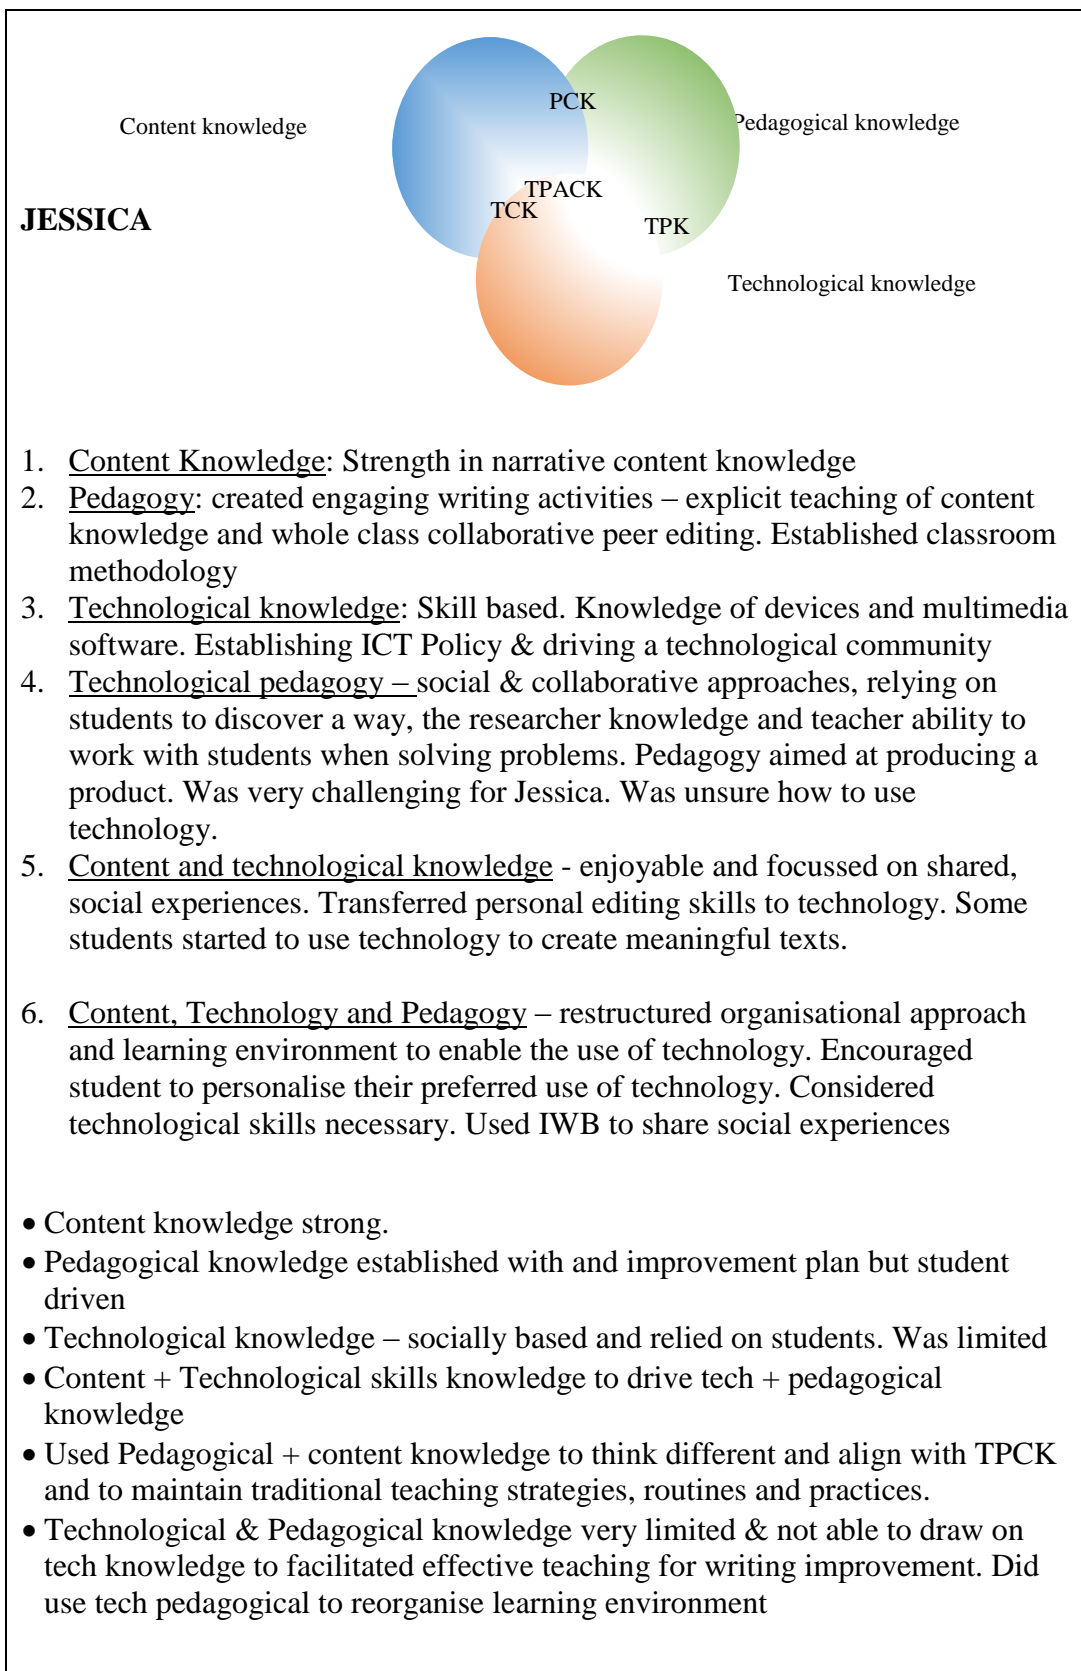 PCK
Content knowledge
Pedagogical knowledge
TPACK
TCK
JESSICA
TPK
Technological knowledge
1. Content Knowledge: Strength in narrative content knowledge
2. Pedagogy: created engaging writing activities – explicit teaching of content
knowledge and whole class collaborative peer editing. Established classroom
methodology
3. Technological knowledge: Skill based. Knowledge of devices and multimedia
software. Establishing ICT Policy & driving a technological community
4. Technological pedagogy – social & collaborative approaches, relying on
students to discover a way, the researcher knowledge and teacher ability to
work with students when solving problems. Pedagogy aimed at producing a
product. Was very challenging for Jessica. Was unsure how to use
technology.
5. Content and technological knowledge - enjoyable and focussed on shared,
social experiences. Transferred personal editing skills to technology. Some
students started to use technology to create meaningful texts.
6. Content, Technology and Pedagogy – restructured organisational approach
and learning environment to enable the use of technology. Encouraged
student to personalise their preferred use of technology. Considered
technological skills necessary. Used IWB to share social experiences
• Content knowledge strong.
• Pedagogical knowledge established with and improvement plan but student
driven
• Technological knowledge – socially based and relied on students. Was limited
• Content + Technological skills knowledge to drive tech + pedagogical
knowledge
• Used Pedagogical + content knowledge to think different and align with TPCK
and to maintain traditional teaching strategies, routines and practices.
• Technological & Pedagogical knowledge very limited & not able to draw on
tech knowledge to facilitated effective teaching for writing improvement. Did
use tech pedagogical to reorganise learning environment